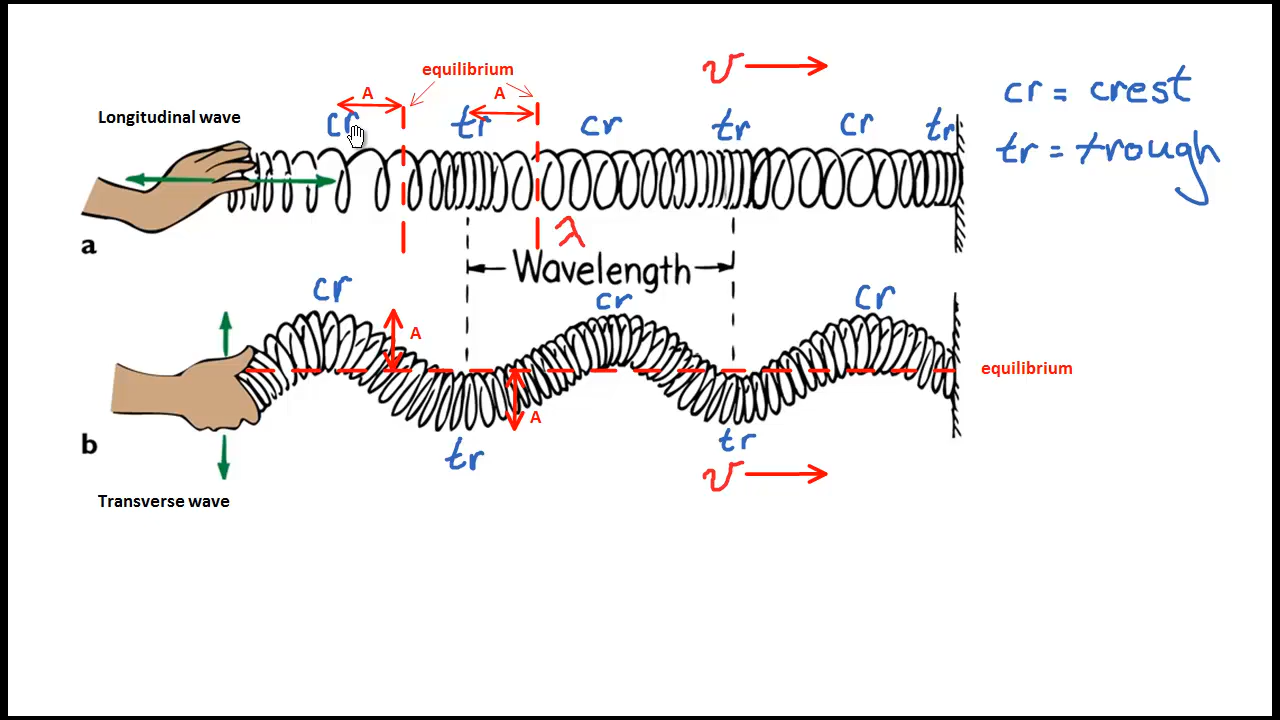 equilibrium
v
cr = crest
A
A
Longitudinal wave
cr
tr
cr
tr
cr
tr
tr = trough
a
λ
Wavelength
cr
cr
cr
A
equilibrium
A
b
tr
tr
v
Transverse wave